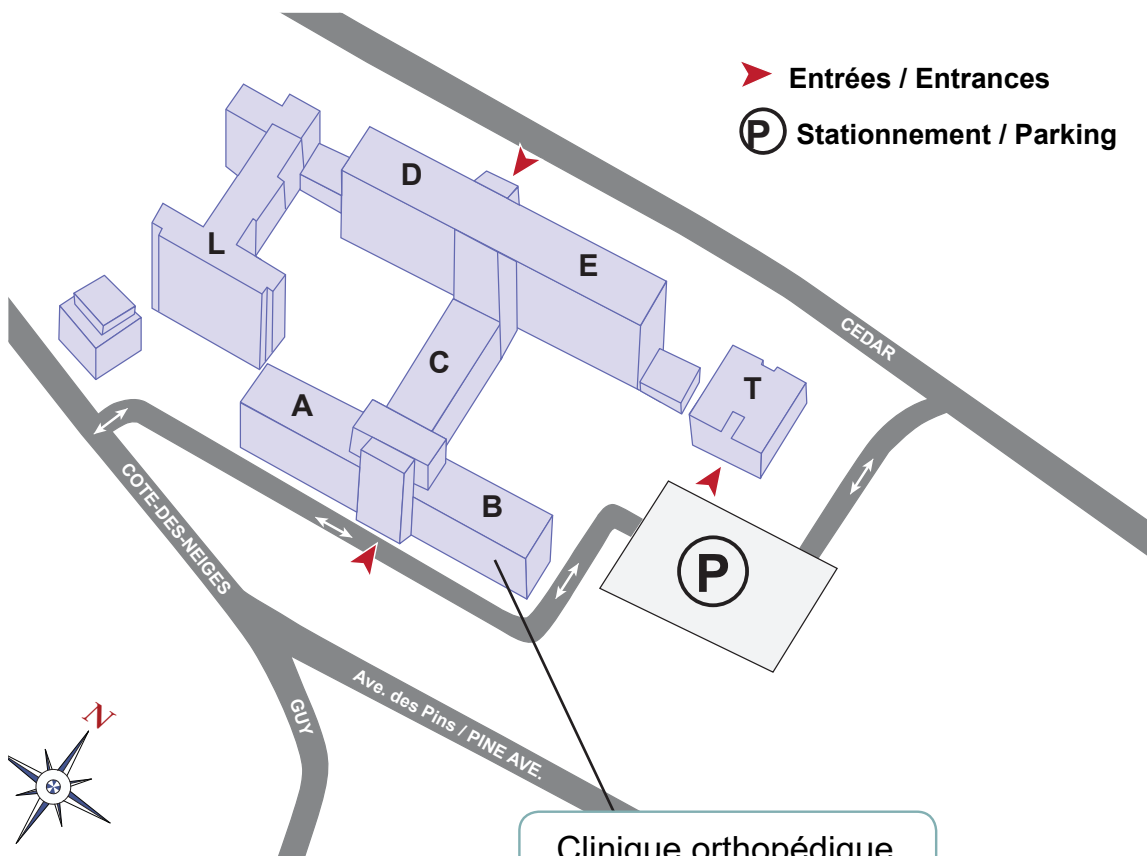 Entrées / Entrances
P Stationnement / Parking
D
L
E
CEDAR
C
T
A
B
P
COTE-DES-NEIGES
GUY
Ave. des Pins / PINE AVE.
N
Clinique orthopédique